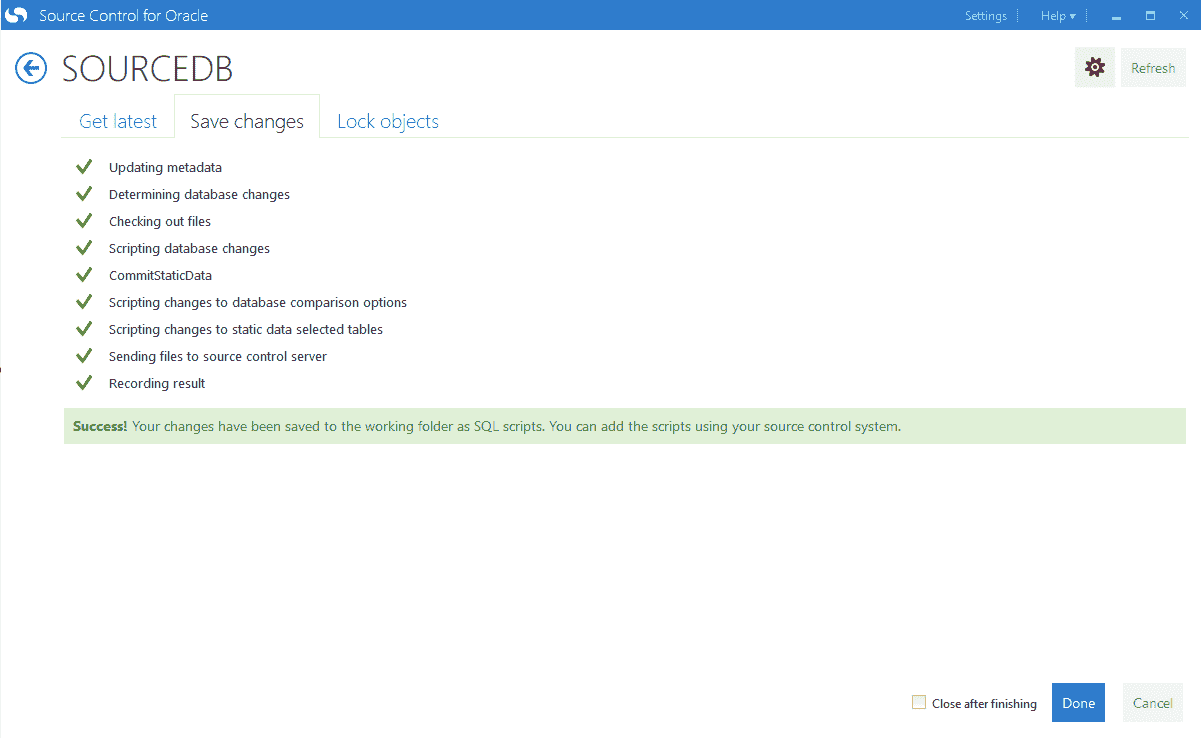 Source Control for Oracle
Settings
Help
SOURCEDB
Refresh
Get latest
Save changes
Lock objects
Updating metadata
Determining database changes
Checking out files
Scripting database changes
CommitStaticData
Scripting changes to database comparison options
Scripting changes to static data selected tables
Sending files to source control server
Recording result
Success! Your changes have been saved to the working folder as SQL scripts. You can add the scripts using your source control system.
Close after finishing
Done
Cancel